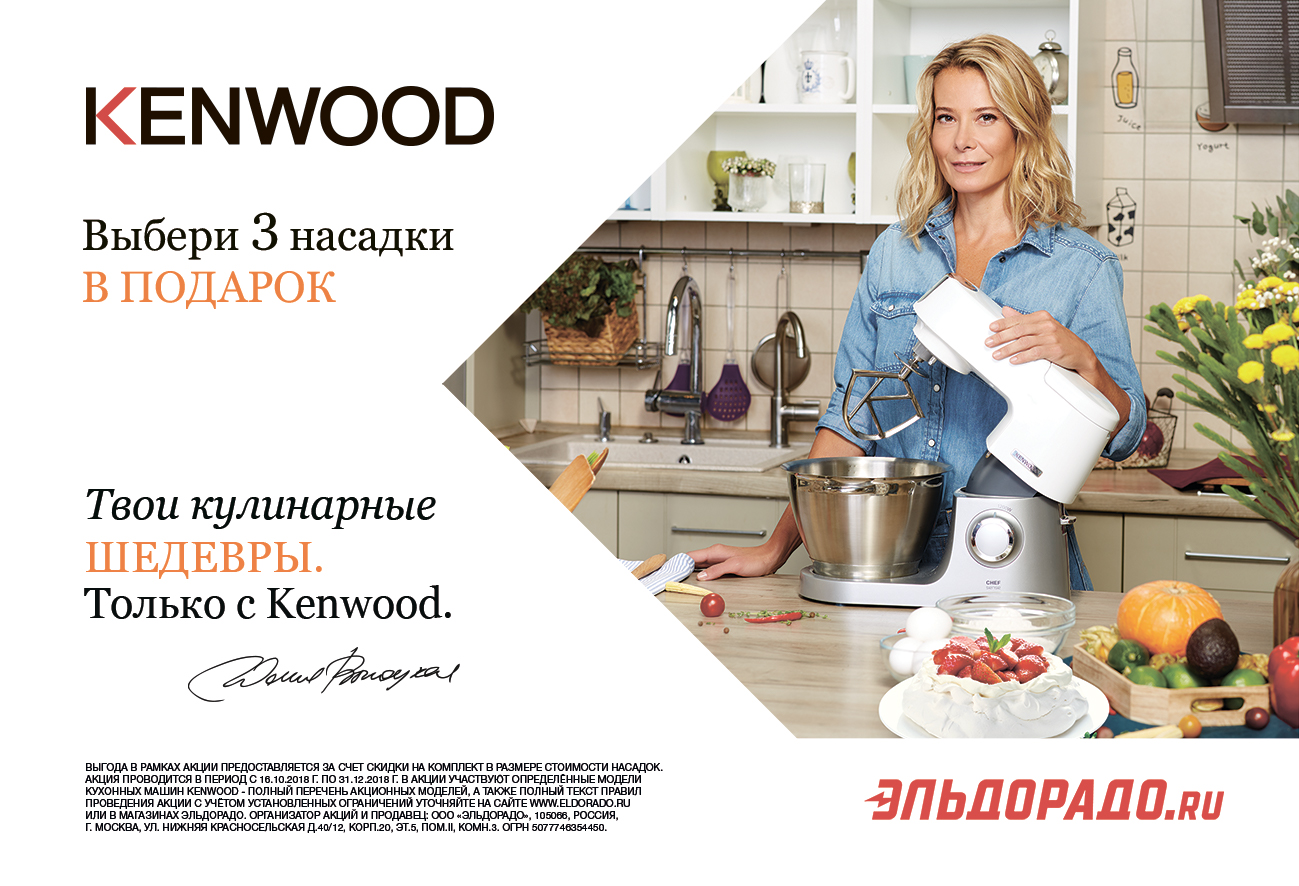 KENWOOD
Выбери 3 насадки
В ПОДАРОК
Твои кулинарные
ШЕДЕВРЫ.
Только с Kenwood.
Juice
Yogurt
KENWOOD
CHEF
ВЫГОДА В РАМКАХ АКЦИИ ПРЕДОСТАВЛЯЕТСЯ ЗА СЧЕТ СКИДКИ НА КОМПЛЕКТ В РАЗМЕРЕ СТОИМОСТИ НАСАДОК.
АКЦИЯ ПРОВОДИТСЯ В ПЕРИОД С 16.10.2018 Г. ПО 31.12.2018 Г. В АКЦИИ УЧАСТВУЮТ ОПРЕДЕЛЁННЫЕ МОДЕЛИ
КУХОННЫХ МАШИН KENWOOD - ПОЛНЫЙ ПЕРЕЧЕНЬ АКЦИОННЫХ МОДЕЛЕЙ, А ТАКЖЕ ПОЛНЫЙ ТЕКСТ ПРАВИЛ
ПРОВЕДЕНИЯ АКЦИИ С УЧЁТОМ УСТАНОВЛЕННЫХ ОГРАНИЧЕНИЙ УТОЧНЯЙТЕ НА САЙТЕ WWW.ELDORADO.RU
ИЛИ В МАГАЗИНАХ ЭЛЬДОРАДО. ОРГАНИЗАТОР АКЦИЙ И ПРОДАВЕЦ: ООО «ЭЛЬДОРАДО», 105066, РОССИЯ,
Г. МОСКВА, УЛ. НИЖНЯЯ КРАСНОСЕЛЬСКАЯ Д.40/12, КОРП.20, ЭТ.5, ПОМ.II, КОМН.3. ОГРН 5077746354450.
ЭЛЬДОРАДО.RU